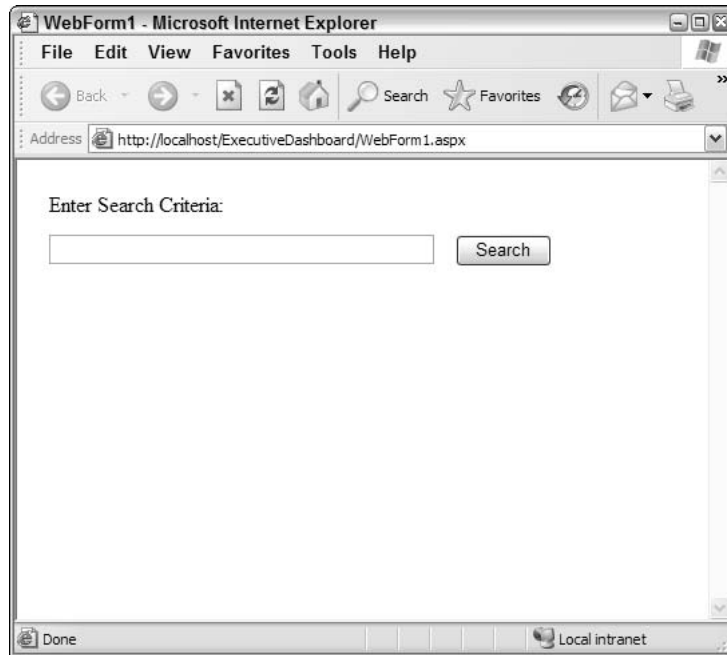 WebForm1 - Microsoft Internet Explorer
File Edit View Favorites Tools Help
Back Search Favorites
Address http://localhost/ExecutiveDashboard/WebForm1.aspx
Enter Search Criteria:
Search
Done Local intranet